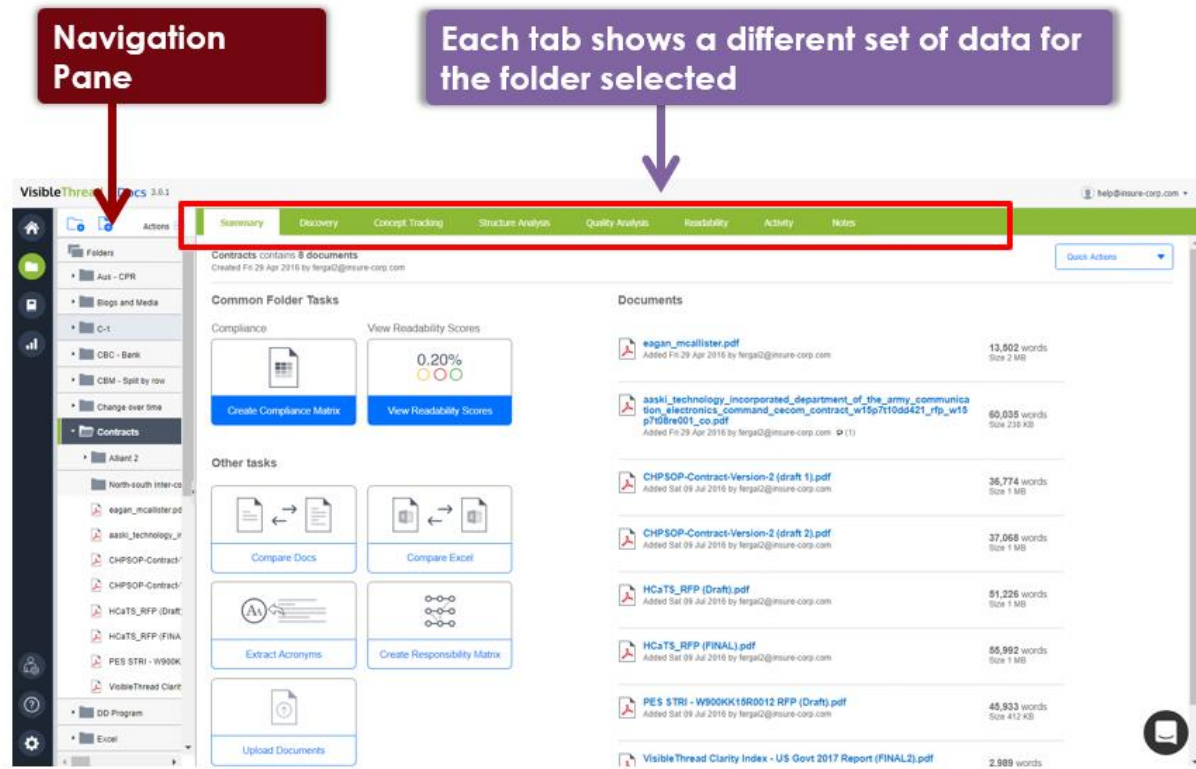 Navigation
Pane
Each tab shows a different set of data for
the folder selected
VisibleThread Docs 3.0.1
help@insure-corp.com
Actions
Summary Discovery Concept Tracking Structure Analysis Quality Analysis Readability Activity Notes
Folders
Aus - CPR
Blogs and Media
C-1
CBC - Bank
CBM - Split by row
Change over time
Contracts
Alliant 2
North-south inter-co
eagan_mcallister.pd
aaski_technology_ir
CHPSOP-Contract-
CHPSOP-Contract-
HCaTS_RFP (Draft
HCaTS_RFP (FINA
PES STRI - W900K
VisibleThread Clarit
DD Program
Excel
Contracts contains 8 documents
Created Fri 29 Apr 2016 by fergal2@insure-corp.com
Quick Actions
Common Folder Tasks
Compliance
View Readability Scores
0.20%
Create Compliance Matrix
View Readability Scores
Other tasks
Compare Docs
Compare Excel
Extract Acronyms
Create Responsibility Matrix
Upload Documents
Documents
eagan_mcallister.pdf
Added Fri 29 Apr 2016 by fergal2@insure-corp.com
13,502 words
Size 2 MB
aaski_technology_incorporated_department_of_the_army_communica
tion_electronics_command_cecom_contract_w15p7t10dd421_rfp_w15
p7t08re001_co.pdf
Added Fri 29 Apr 2016 by fergal2@insure-corp.com (1)
60,035 words
Size 238 KB
CHPSOP-Contract-Version-2 (draft 1).pdf
Added Sat 09 Jul 2016 by fergal2@insure-corp.com
36,774 words
Size 1 MB
CHPSOP-Contract-Version-2 (draft 2).pdf
Added Sat 09 Jul 2016 by fergal2@insure-corp.com
37,068 words
Size 1 MB
HCaTS_RFP (Draft).pdf
Added Sat 09 Jul 2016 by fergal2@insure-corp.com
51,226 words
Size 1 MB
HCaTS_RFP (FINAL).pdf
Added Sat 09 Jul 2016 by fergal2@insure-corp.com
55,992 words
Size 1 MB
PES STRI - W900KK15R0012 RFP (Draft).pdf
Added Sat 09 Jul 2016 by fergal2@insure-corp.com
45,933 words
Size 412 KB
VisibleThread Clarity Index - US Govt 2017 Report (FINAL2).pdf
2,989 words